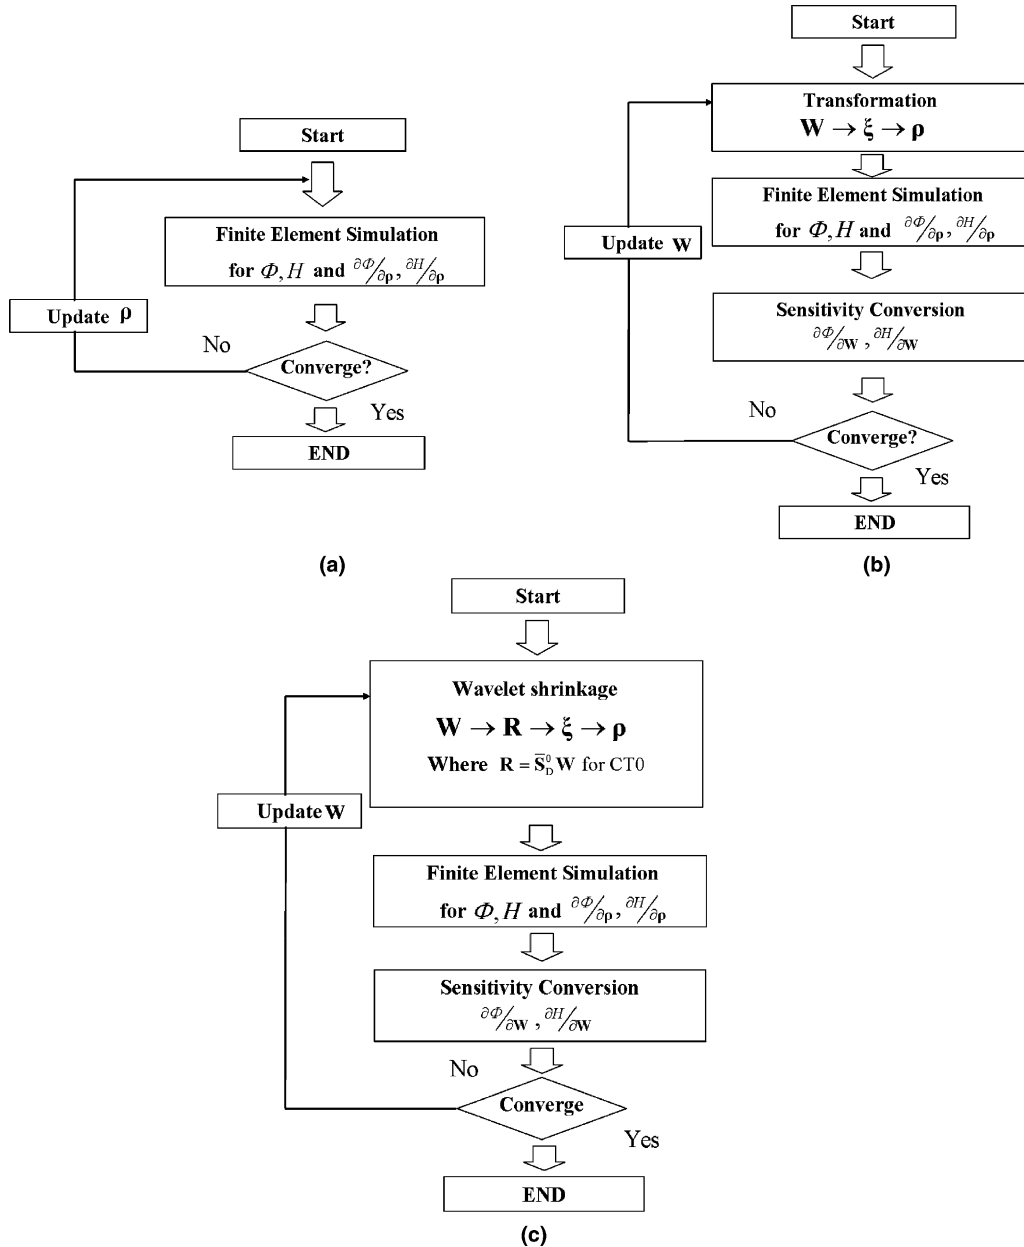 Start
Finite Element Simulation
for Φ, H and ∂Φ/∂ρ, ∂H/∂ρ
Update ρ
No
Converge?
Yes
END
(a)
Start
Transformation
W → ξ → ρ
Finite Element Simulation
for Φ, H and ∂Φ/∂ρ, ∂H/∂ρ
Update W
Sensitivity Conversion
∂Φ/∂W , ∂H/∂W
No
Converge?
Yes
END
(b)
Start
Wavelet shrinkage
W → R → ξ → ρ
Where R = S̅_D^0 W for CT0
Update W
Finite Element Simulation
for Φ, H and ∂Φ/∂ρ, ∂H/∂ρ
Sensitivity Conversion
∂Φ/∂W , ∂H/∂W
No
Converge
Yes
END
(c)